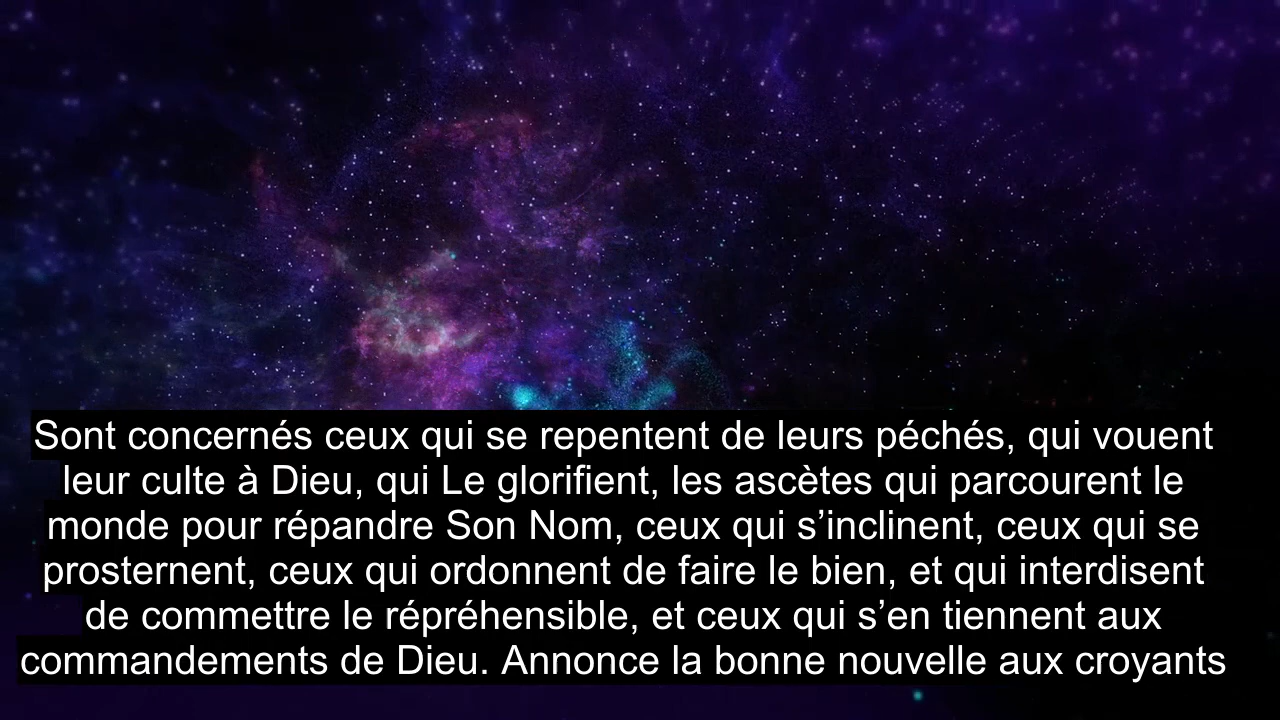 Sont concernés ceux qui se repentent de leurs péchés, qui vouent
leur culte à Dieu, qui Le glorifient, les ascètes qui parcourent le
monde pour répandre Son Nom, ceux qui s’inclinent, ceux qui se
prosternent, ceux qui ordonnent de faire le bien, et qui interdisent
de commettre le répréhensible, et ceux qui s’en tiennent aux
commandements de Dieu. Annonce la bonne nouvelle aux croyants